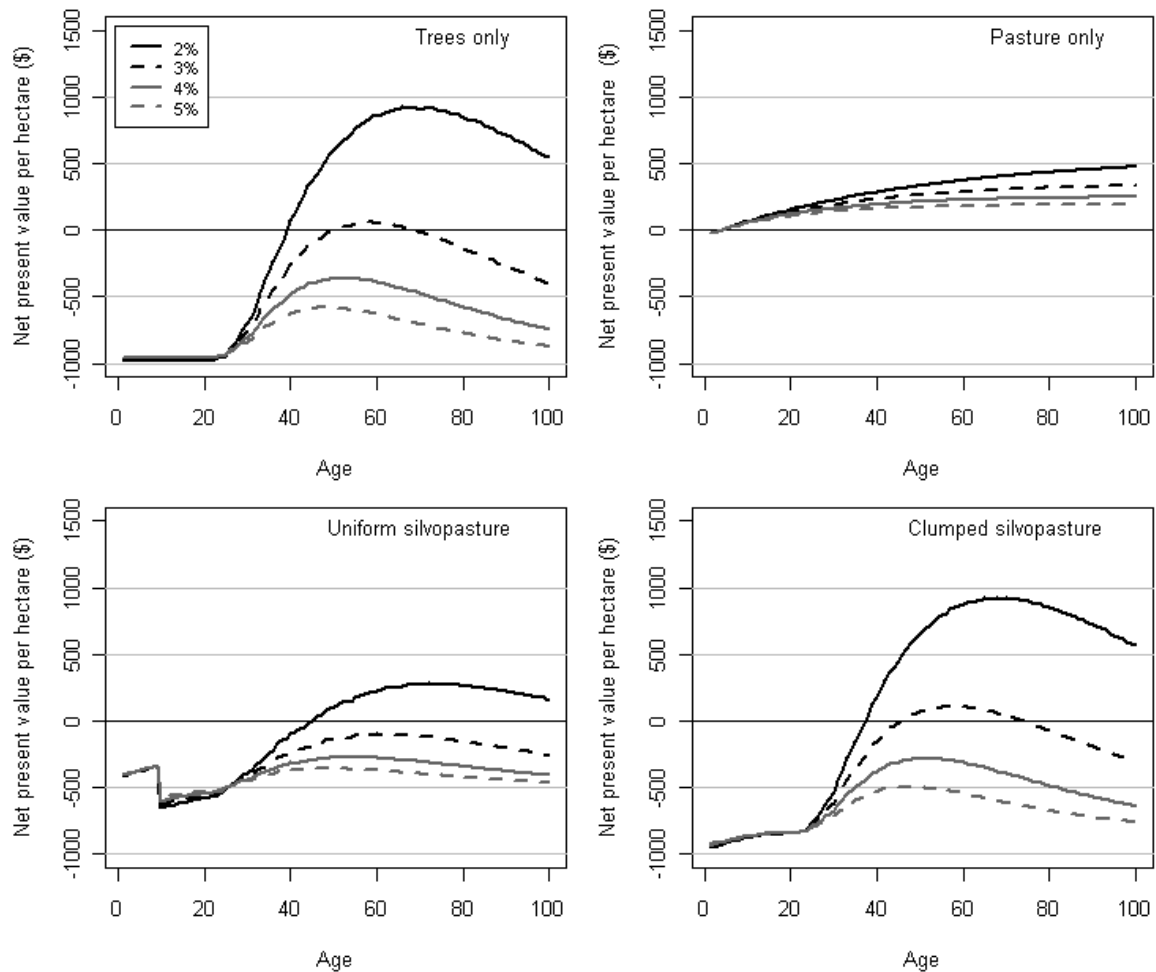 Trees only
2%
3%
4%
5%
Net present value per hectare ($)
-1000 -500 0 500 1000 1500
0 20 40 60 80 100
Age
Pasture only
Net present value per hectare ($)
-1000 -500 0 500 1000 1500
0 20 40 60 80 100
Age
Uniform silvopasture
Net present value per hectare ($)
-1000 -500 0 500 1000 1500
0 20 40 60 80 100
Age
Clumped silvopasture
Net present value per hectare ($)
-1000 -500 0 500 1000 1500
0 20 40 60 80 100
Age